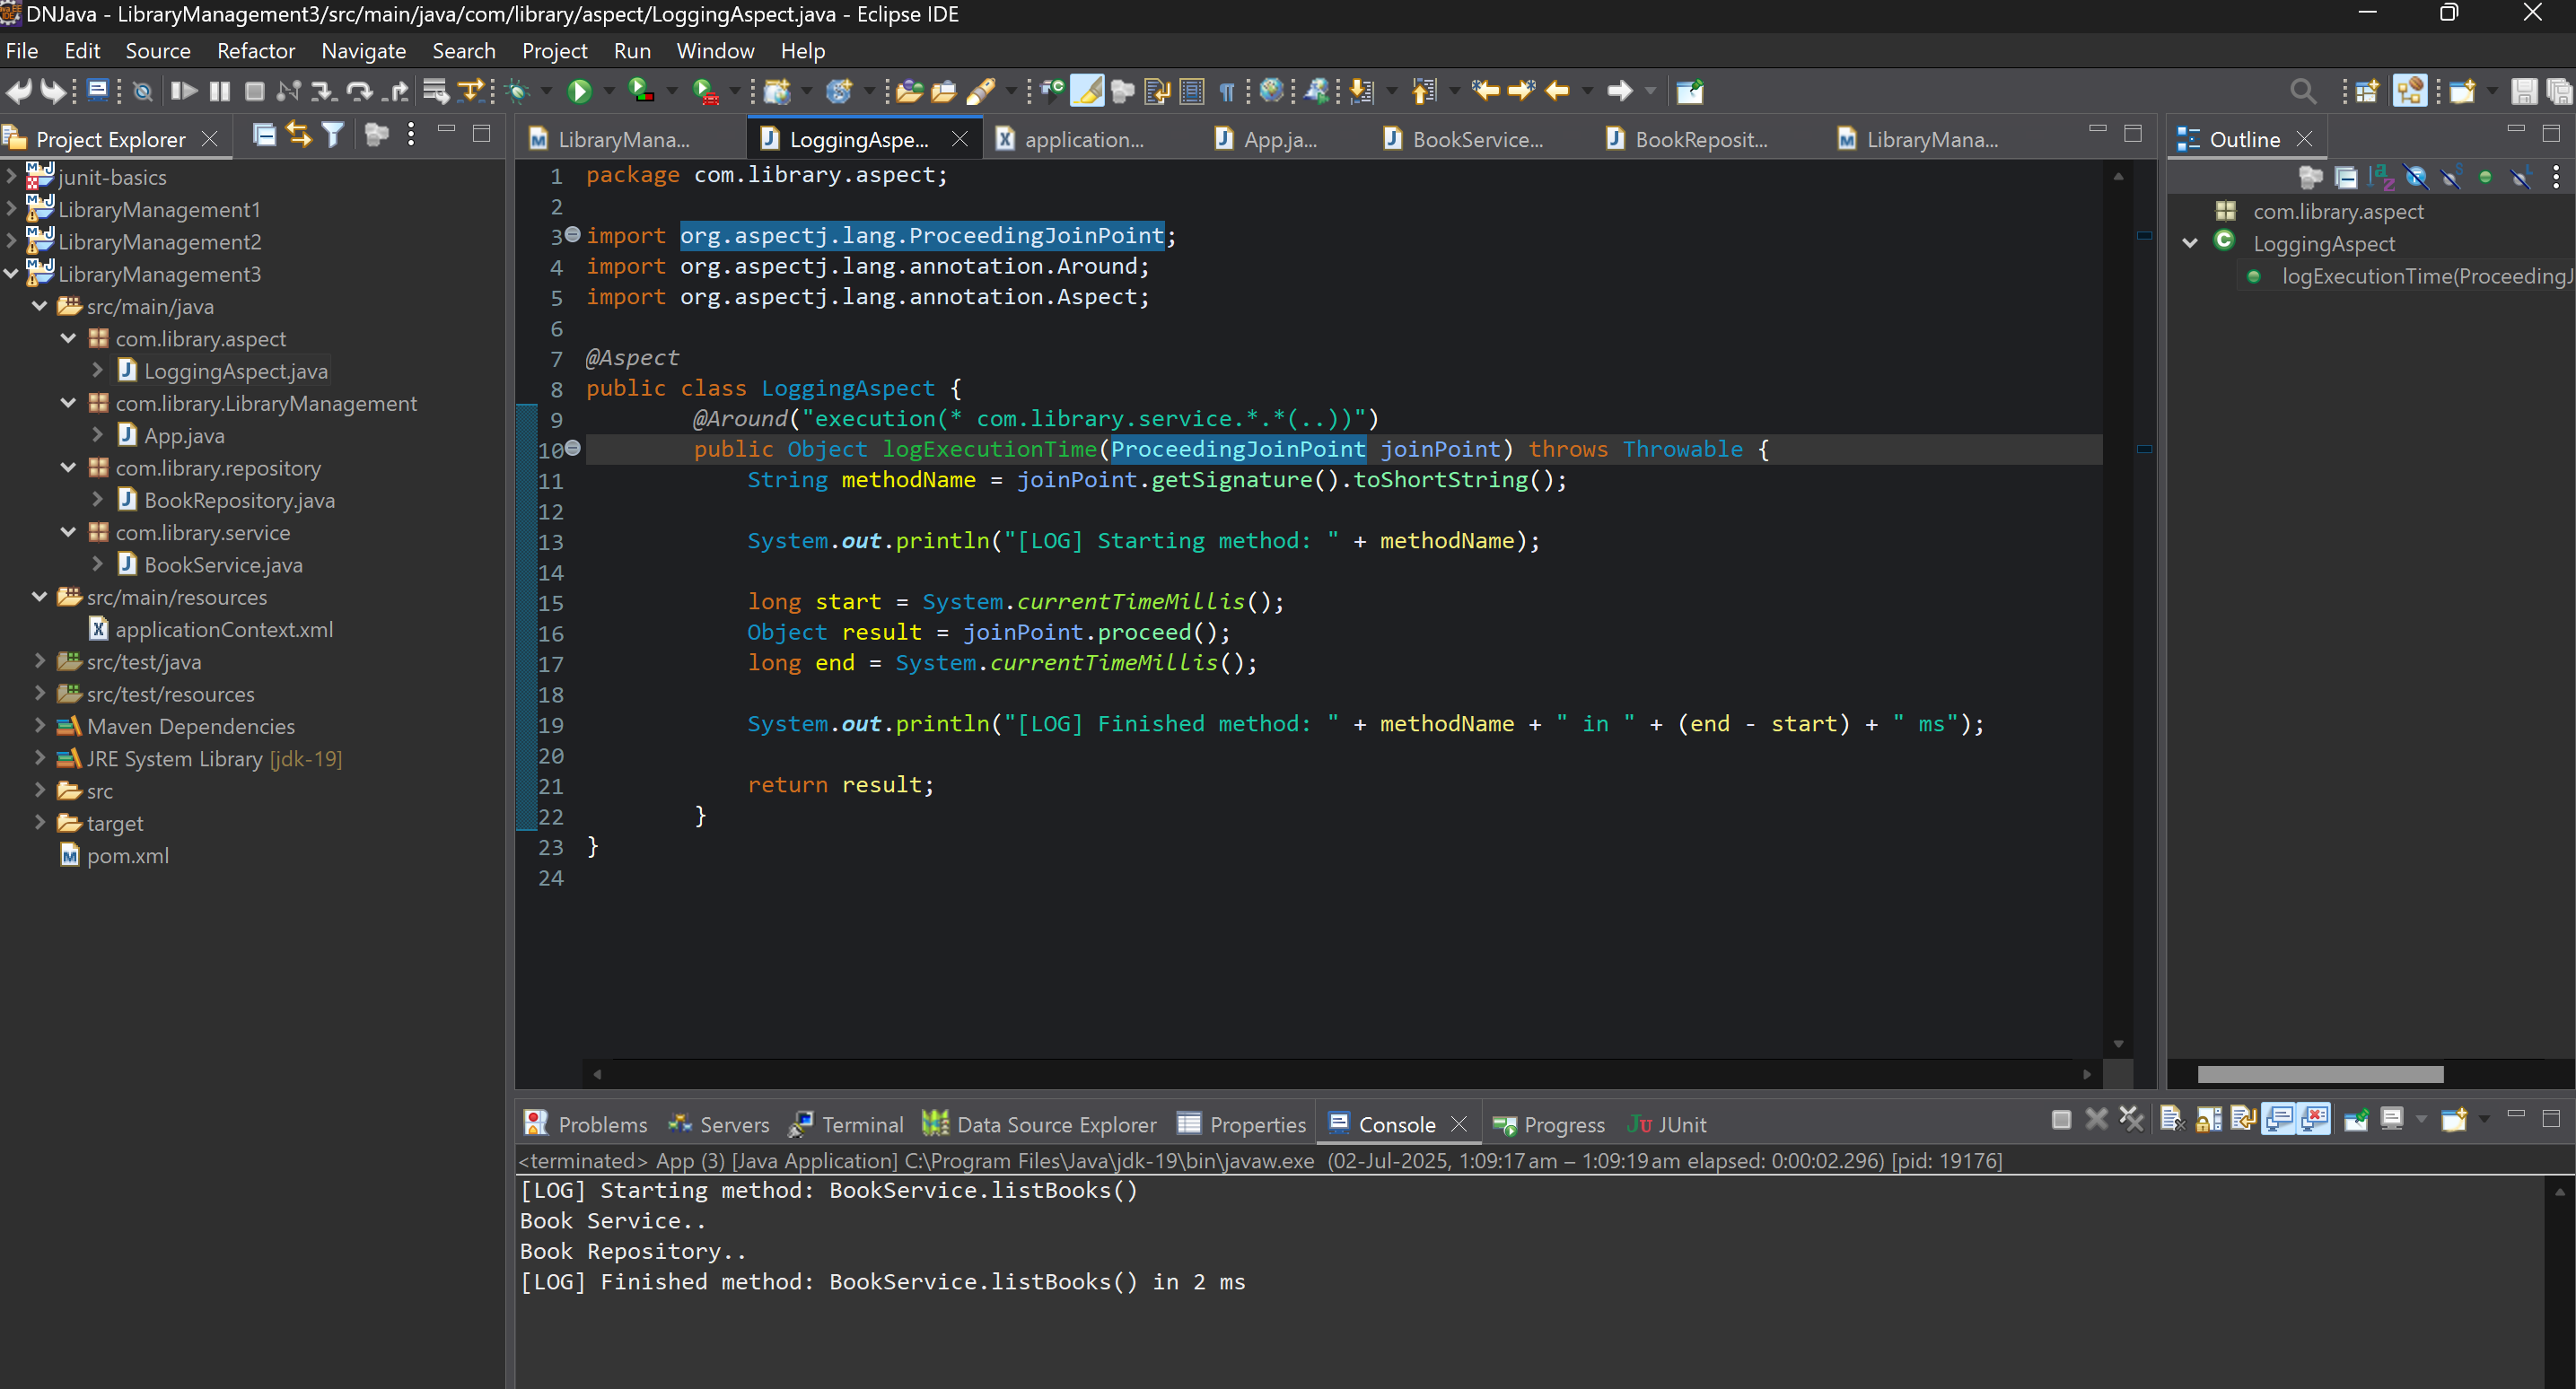 DNJava - LibraryManagement3/src/main/java/com/library/aspect/LoggingAspect.java - Eclipse IDE
File Edit Source Refactor Navigate Search Project Run Window Help
Project Explorer
junit-basics
LibraryManagement1
LibraryManagement2
LibraryManagement3
src/main/java
com.library.aspect
LoggingAspect.java
com.library.LibraryManagement
App.java
com.library.repository
BookRepository.java
com.library.service
BookService.java
src/main/resources
applicationContext.xml
src/test/java
src/test/resources
Maven Dependencies
JRE System Library [jdk-19]
src
target
pom.xml
LibraryMana... LoggingAspe... application... App.ja... BookService... BookReposit... LibraryMana...
1 package com.library.aspect;
2
3 import org.aspectj.lang.ProceedingJoinPoint;
4 import org.aspectj.lang.annotation.Around;
5 import org.aspectj.lang.annotation.Aspect;
6
7 @Aspect
8 public class LoggingAspect {
9 @Around("execution(* com.library.service.*.*(..))")
10 public Object logExecutionTime(ProceedingJoinPoint joinPoint) throws Throwable {
11 String methodName = joinPoint.getSignature().toShortString();
12
13 System.out.println("[LOG] Starting method: " + methodName);
14
15 long start = System.currentTimeMillis();
16 Object result = joinPoint.proceed();
17 long end = System.currentTimeMillis();
18
19 System.out.println("[LOG] Finished method: " + methodName + " in " + (end - start) + " ms");
20
21 return result;
22 }
23 }
24
Outline
com.library.aspect
LoggingAspect
logExecutionTime(ProceedingJ
Problems Servers Terminal Data Source Explorer Properties Console Progress JUnit
<terminated> App (3) [Java Application] C:\Program Files\Java\jdk-19\bin\javaw.exe (02-Jul-2025, 1:09:17 am – 1:09:19 am elapsed: 0:00:02.296) [pid: 19176]
[LOG] Starting method: BookService.listBooks()
Book Service..
Book Repository..
[LOG] Finished method: BookService.listBooks() in 2 ms